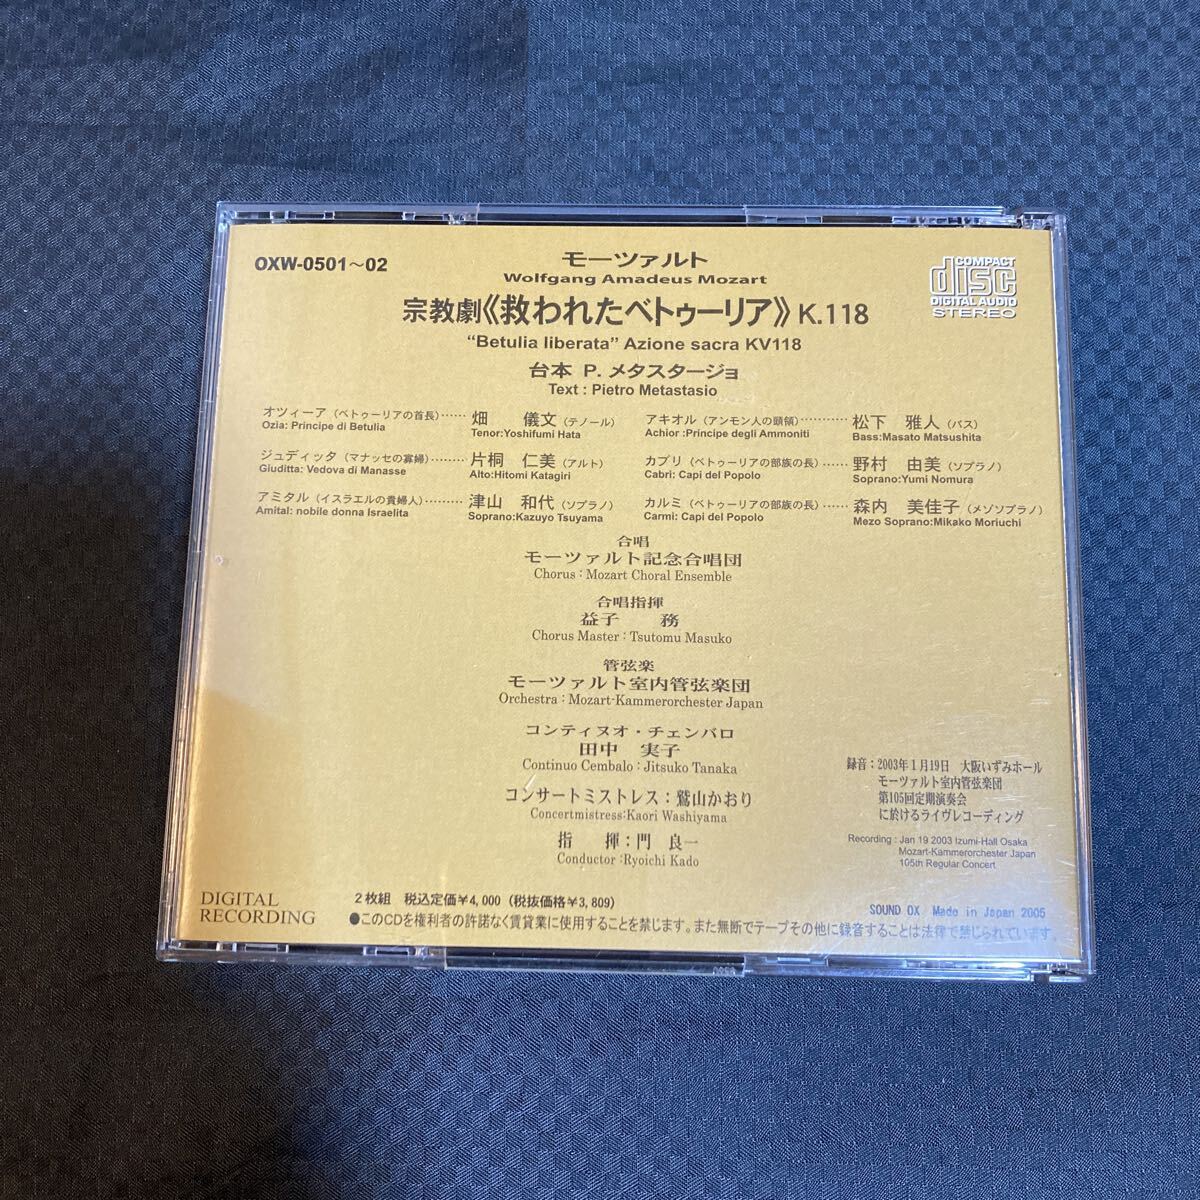 OXW-0501～02
モーツァルト
Wolfgang Amadeus Mozart
COMPACT
disc
DIGITAL AUDIO
STEREO
宗教劇《救われたベトゥーリア》K.118
“Betulia liberata” Azione sacra KV118
台本 P. メタスタージョ
Text : Pietro Metastasio
オツィーア（ベトゥーリアの首長）…… 畑 儀文（テノール）
Ozia: Principe di Betulia Tenor:Yoshifumi Hata
アキオル（アンモン人の頭領）………… 松下 雅人（バス）
Achior :Principe degli Ammoniti Bass:Masato Matsushita
ジュディッタ（マナッセの寡婦）……… 片桐 仁美（アルト）
Giuditta: Vedova di Manasse Alto:Hitomi Katagiri
カブリ（ベトゥーリアの部族の長）…… 野村 由美（ソプラノ）
Cabri: Capi del Popolo Soprano:Yumi Nomura
アミタル（イスラエルの貴婦人）……… 津山 和代（ソプラノ）
Amital: nobile donna Israelita Soprano:Kazuyo Tsuyama
カルミ（ベトゥーリアの部族の長）…… 森内 美佳子（メゾソプラノ）
Carmi: Capi del Popolo Mezo Soprano:Mikako Moriuchi
合唱
モーツァルト記念合唱団
Chorus : Mozart Choral Ensemble
合唱指揮
益子 務
Chorus Master : Tsutomu Masuko
管弦楽
モーツァルト室内管弦楽団
Orchestra : Mozart-Kammerorchester Japan
コンティヌオ・チェンバロ
田中 実子
Continuo Cembalo : Jitsuko Tanaka
コンサートミストレス：鷲山かおり
Concertmistress:Kaori Washiyama
指 揮：門 良一
Conductor : Ryoichi Kado
録音：2003年1月19日 大阪いずみホール
モーツァルト室内管弦楽団
第105回定期演奏会
に於けるライヴレコーディング
Recording : Jan 19 2003 Izumi-Hall Osaka
Mozart-Kammerorchester Japan
105th Regular Concert
DIGITAL
RECORDING
2枚組 税込定価¥4,000（税抜価格¥3,809）
SOUND OX Made in Japan 2005
●このCDを権利者の許諾なく賃貸業に使用することを禁じます。また無断でテープその他に録音することは法律で禁じられています。